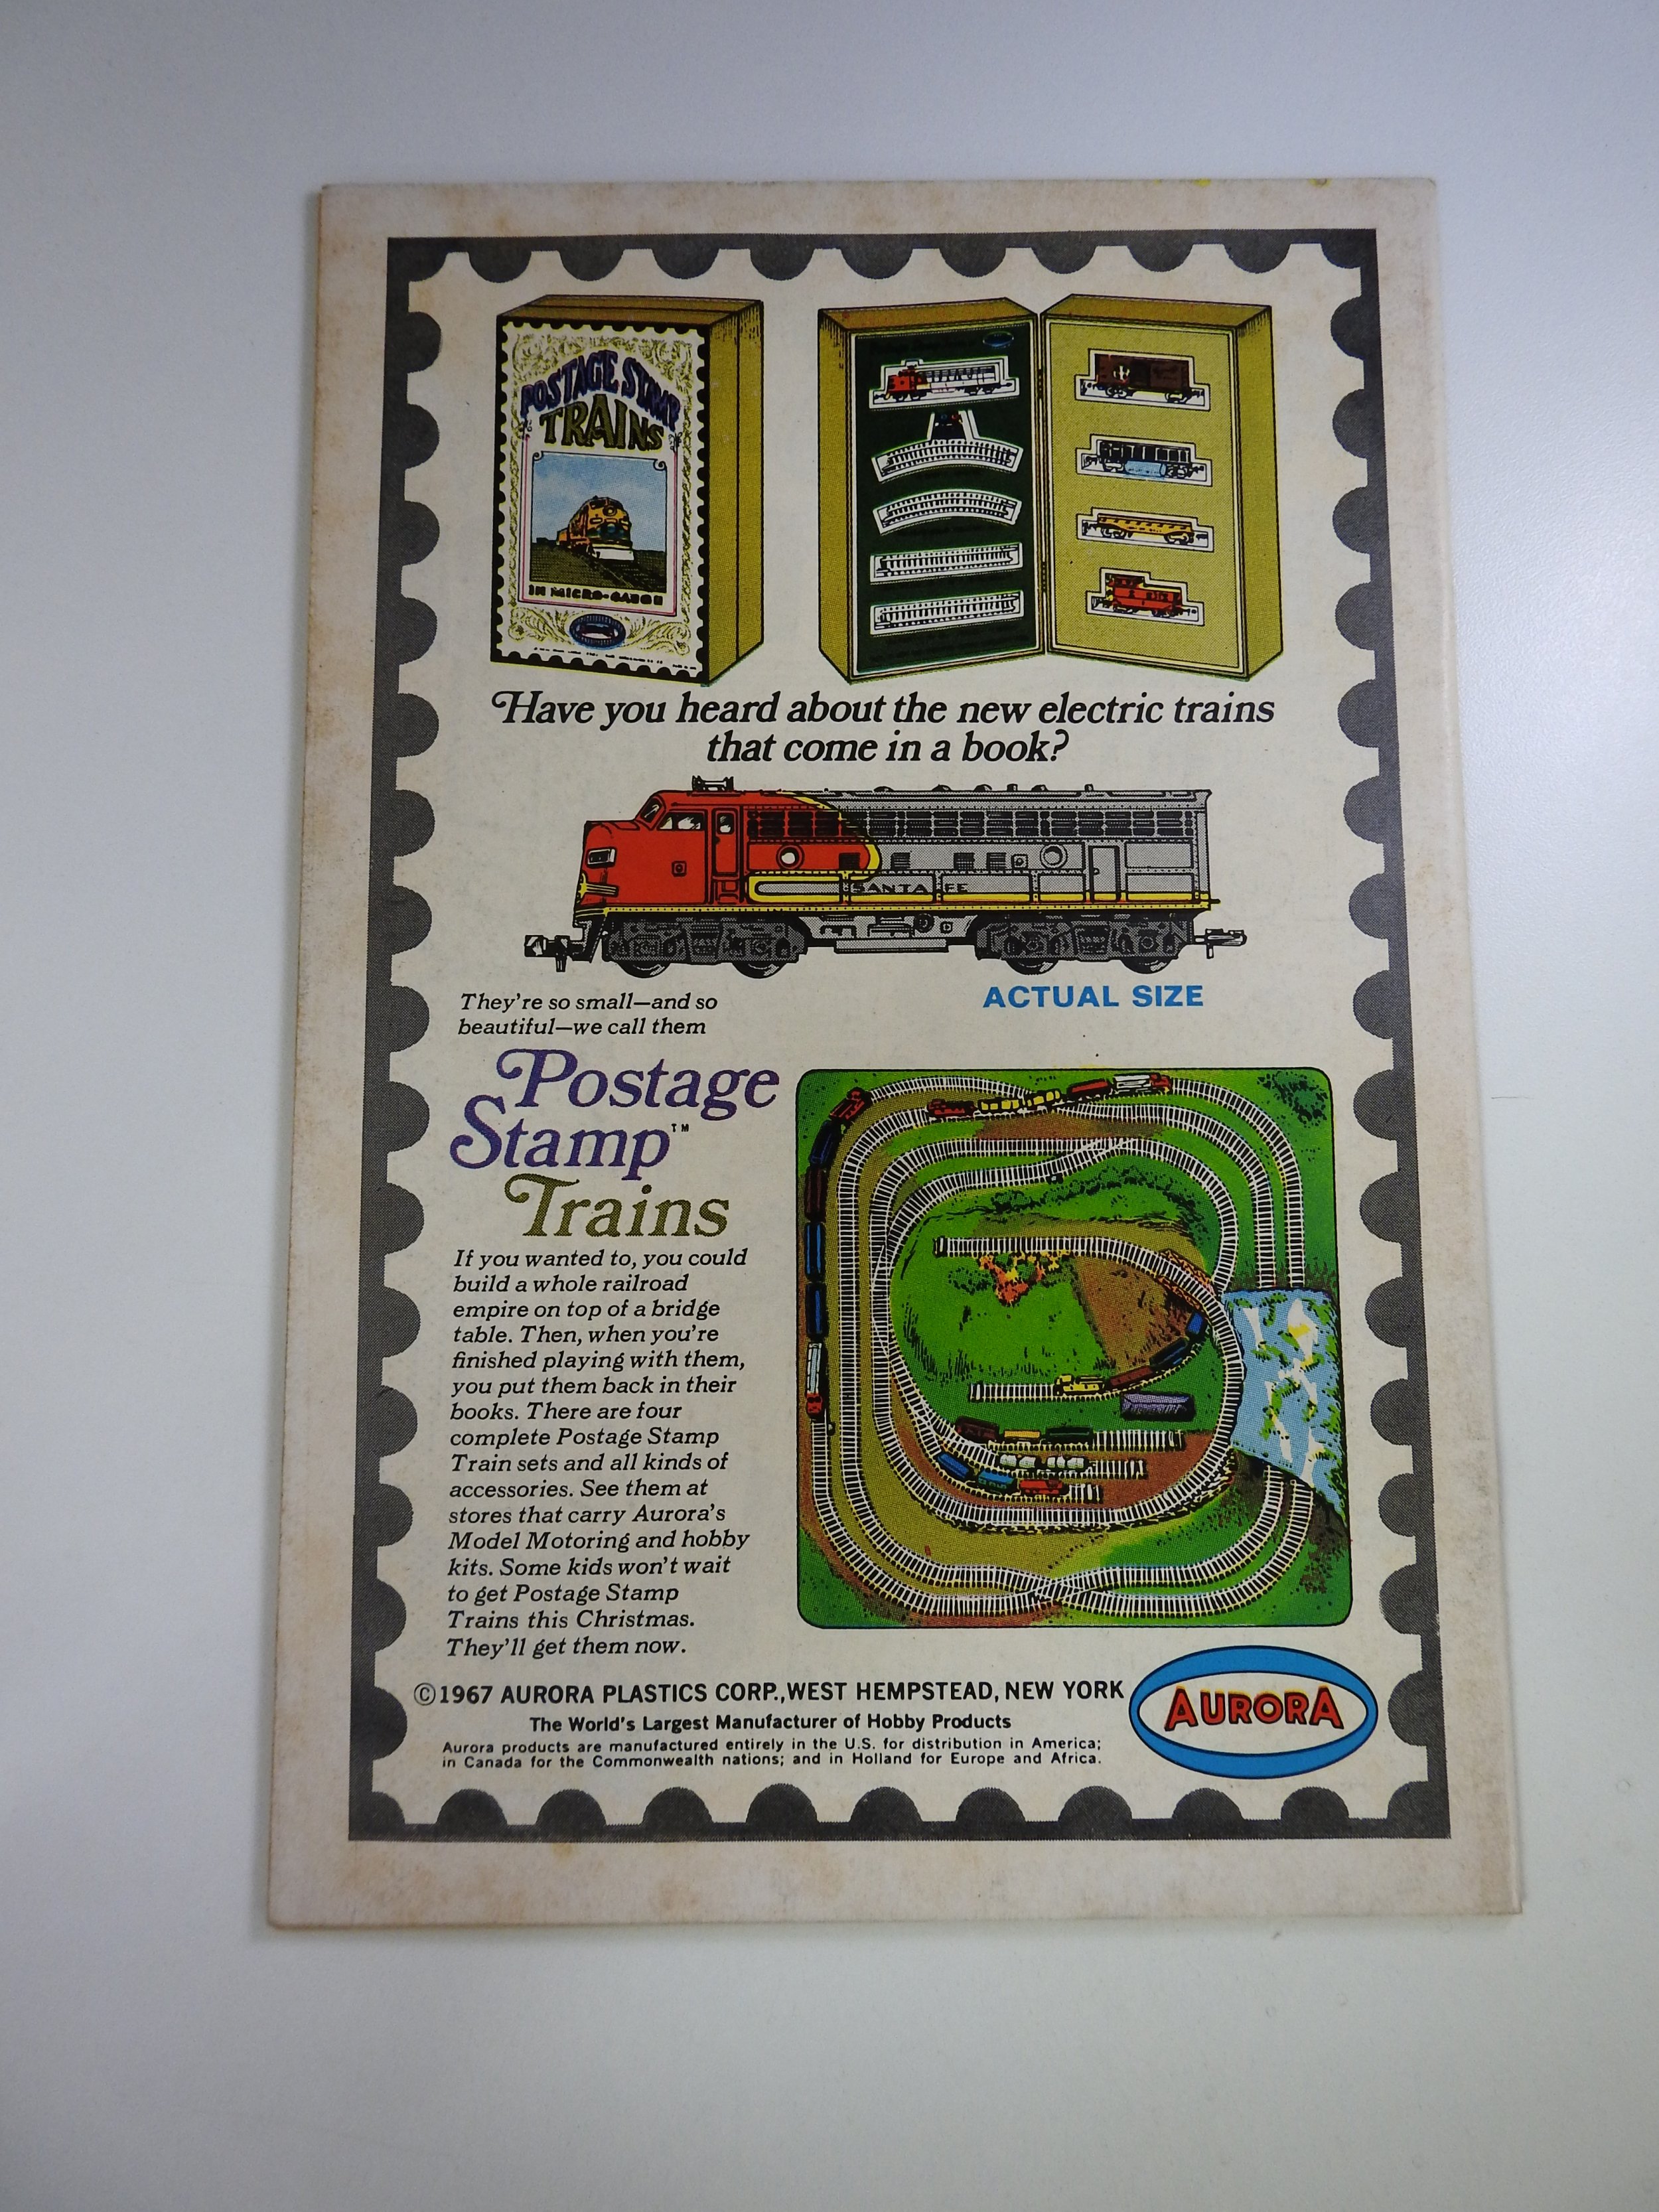 POSTAGE STAMP
TRAINS
IN MICRO-GAUGE
Have you heard about the new electric trains
that come in a book?
SANTA FE
They're so small—and so
beautiful—we call them
ACTUAL SIZE
Postage
Stamp™
Trains
If you wanted to, you could
build a whole railroad
empire on top of a bridge
table. Then, when you're
finished playing with them,
you put them back in their
books. There are four
complete Postage Stamp
Train sets and all kinds of
accessories. See them at
stores that carry Aurora's
Model Motoring and hobby
kits. Some kids won't wait
to get Postage Stamp
Trains this Christmas.
They'll get them now.
©1967 AURORA PLASTICS CORP., WEST HEMPSTEAD, NEW YORK
The World's Largest Manufacturer of Hobby Products
Aurora products are manufactured entirely in the U.S. for distribution in America;
in Canada for the Commonwealth nations; and in Holland for Europe and Africa.
AURORA